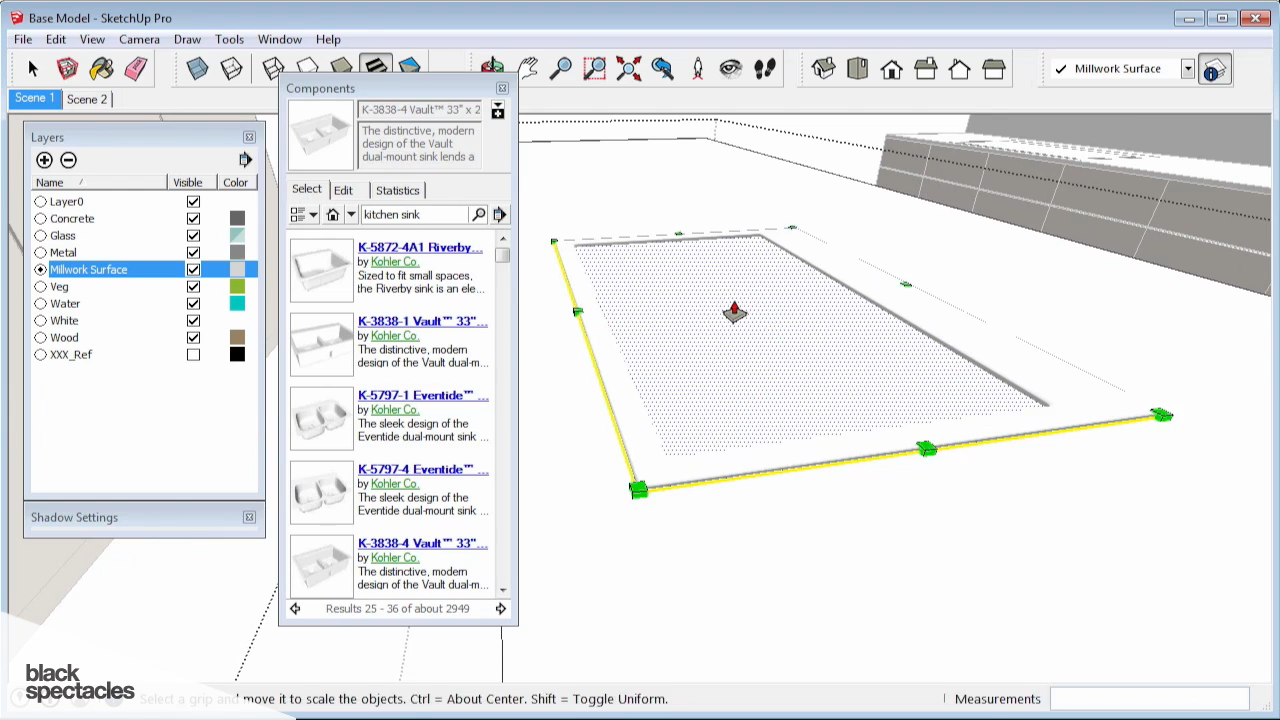 Base Model - SketchUp Pro
File Edit View Camera Draw Tools Window Help
Millwork Surface
Scene 1 Scene 2
Layers
Name Visible Color
Layer0
Concrete
Glass
Metal
Millwork Surface
Veg
Water
White
Wood
XXX_Ref
Shadow Settings
Components
K-3838-4 Vault™ 33" x 2
The distinctive, modern
design of the Vault
dual-mount sink lends a
Select Edit Statistics
kitchen sink
K-5872-4A1 Riverby...
by Kohler Co.
Sized to fit small spaces,
the Riverby sink is an ele...
K-3838-1 Vault™ 33"...
by Kohler Co.
The distinctive, modern
design of the Vault dual-m...
K-5797-1 Eventide™ ...
by Kohler Co.
The sleek design of the
Eventide dual-mount sink ...
K-5797-4 Eventide™ ...
by Kohler Co.
The sleek design of the
Eventide dual-mount sink ...
K-3838-4 Vault™ 33"...
by Kohler Co.
The distinctive, modern
design of the Vault dual-m...
Results 25 - 36 of about 2949
black
spectacles
Select a grip and move it to scale the objects. Ctrl = About Center. Shift = Toggle Uniform.
Measurements